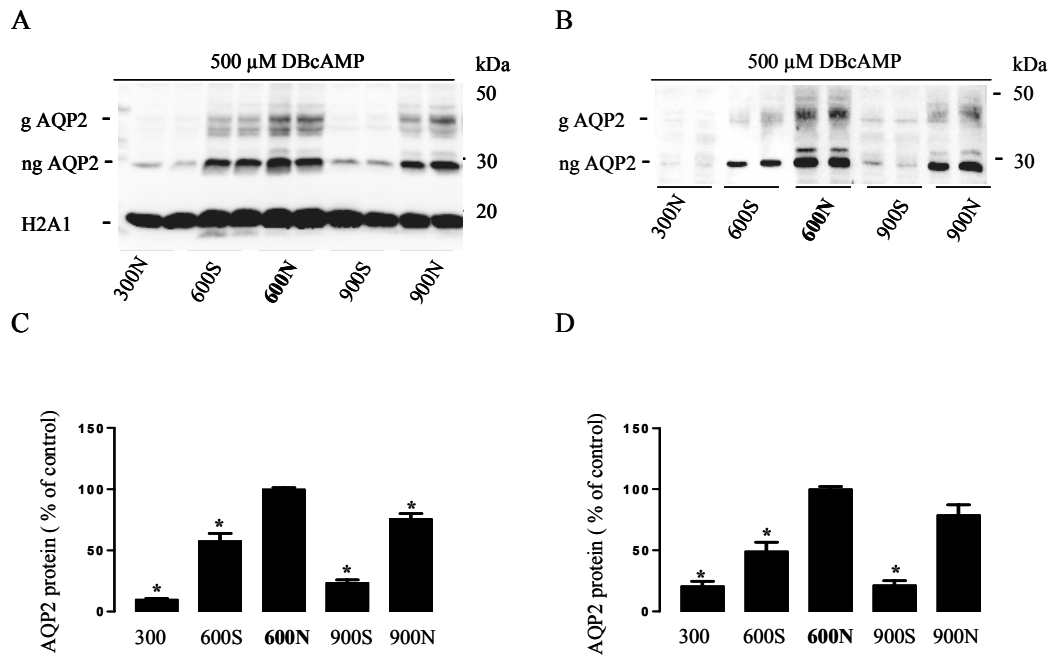 A
500 µM DBcAMP
kDa
50
g AQP2 -
ng AQP2 -
- 30
H2A1 -
20
300N
600S
600N
900S
900N
B
500 µM DBcAMP
kDa
- 50
g AQP2 -
ng AQP2 -
- 30
300N
600S
600N
900S
900N
C
AQP2 protein ( % of control)
150
100
50
0
* * * *
300 600S 600N 900S 900N
D
AQP2 protein ( % of control)
150
100
50
0
* * *
300 600S 600N 900S 900N